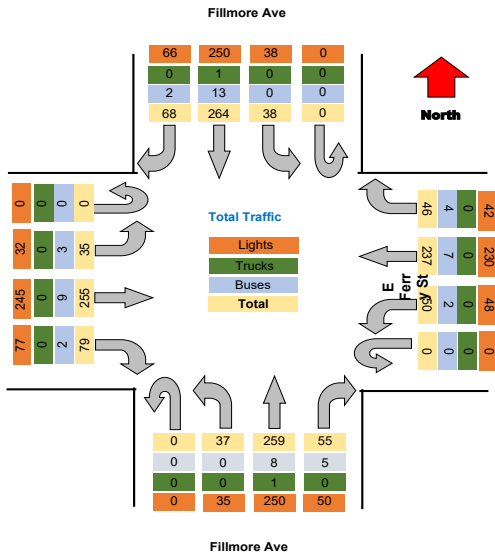 Fillmore Ave
66 250 38 0
0 1 0 0
2 13 0 0
68 264 38 0
North
0 0 0 0
32 0 3 35
245 0 9 255
77 0 2 79
Total Traffic
Lights
Trucks
Buses
Total
46 4 0 42
237 7 0 230
E
Ferr
y St
50 2 0 48
0 0 0 0
0 37 259 55
0 0 8 5
0 0 1 0
0 35 250 50
Fillmore Ave